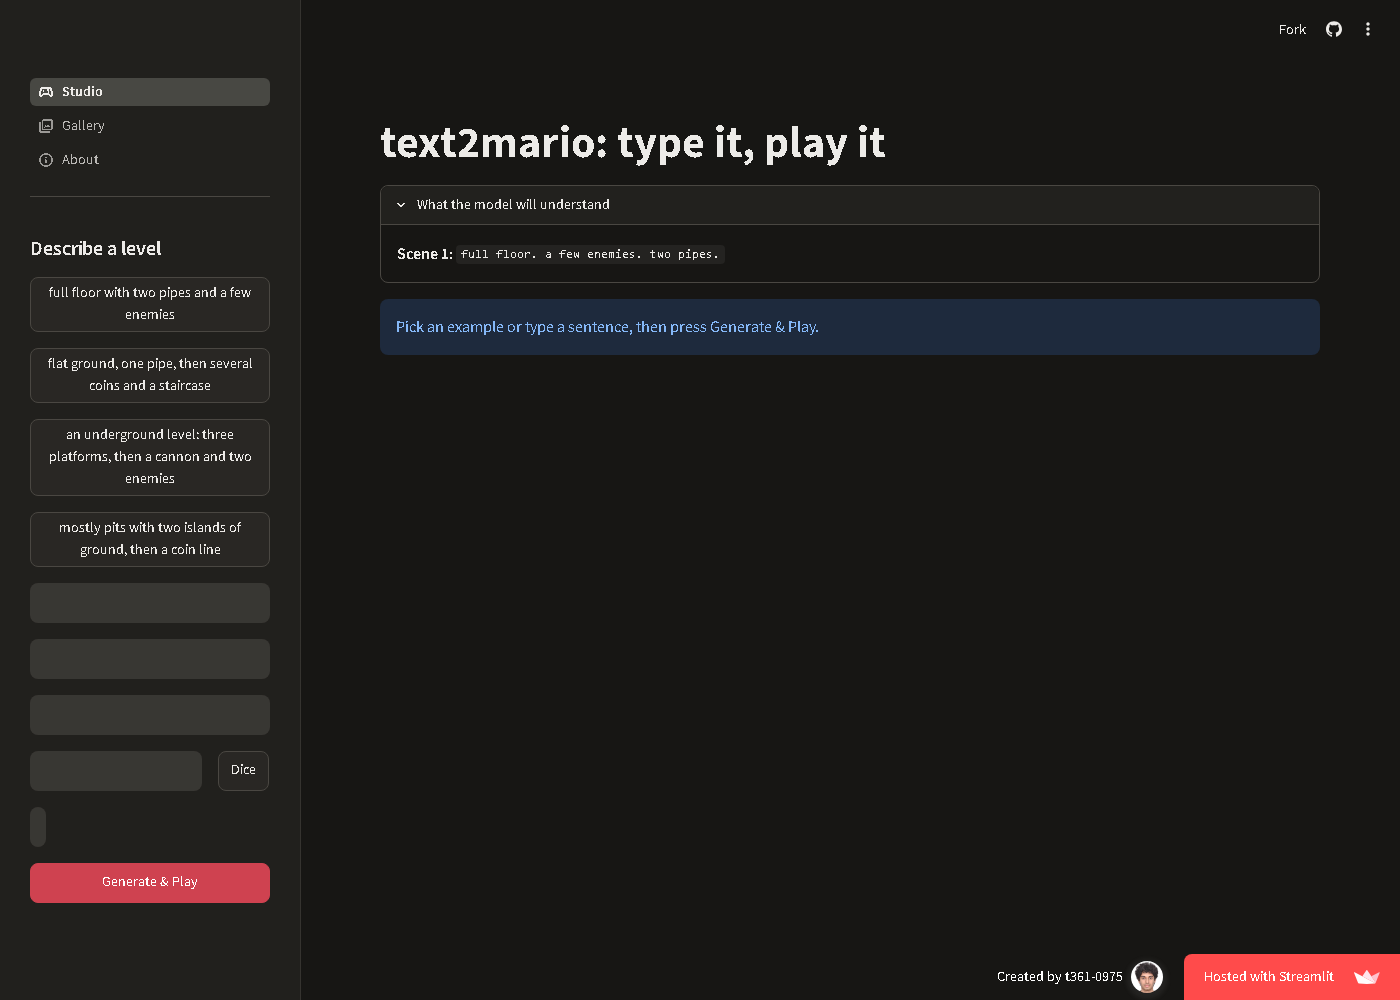 Fork
Studio
Gallery
About
Describe a level
full floor with two pipes and a few
enemies
flat ground, one pipe, then several
coins and a staircase
an underground level: three
platforms, then a cannon and two
enemies
mostly pits with two islands of
ground, then a coin line
Dice
Generate & Play
text2mario: type it, play it
What the model will understand
Scene 1: full floor. a few enemies. two pipes.
Pick an example or type a sentence, then press Generate & Play.
Created by t361-0975
Hosted with Streamlit